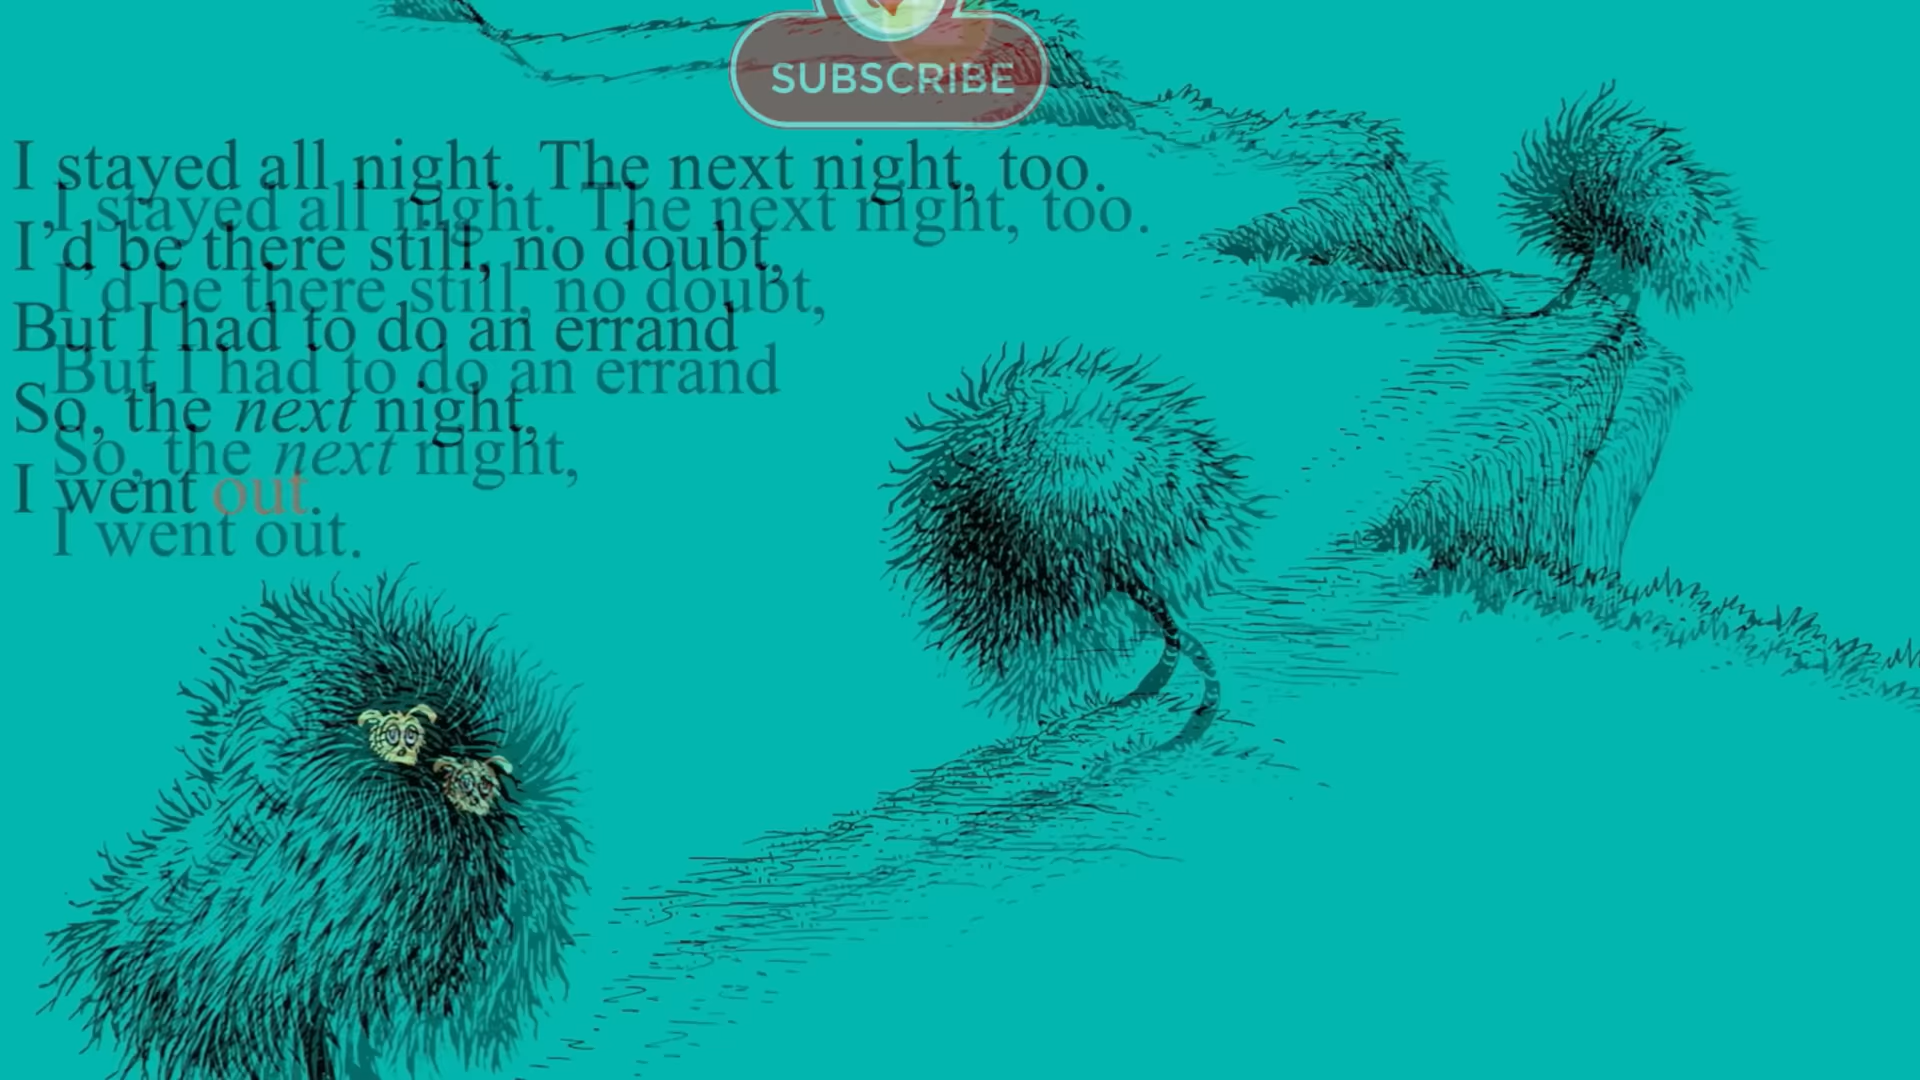 SUBSCRIBE
I stayed all night. The next night, too.
I stayed all night. The next night, too.
I'd be there still, no doubt,
I'd be there still, no doubt,
But I had to do an errand
But I had to do an errand
So, the next night,
So, the next night,
I went out.
I went out.